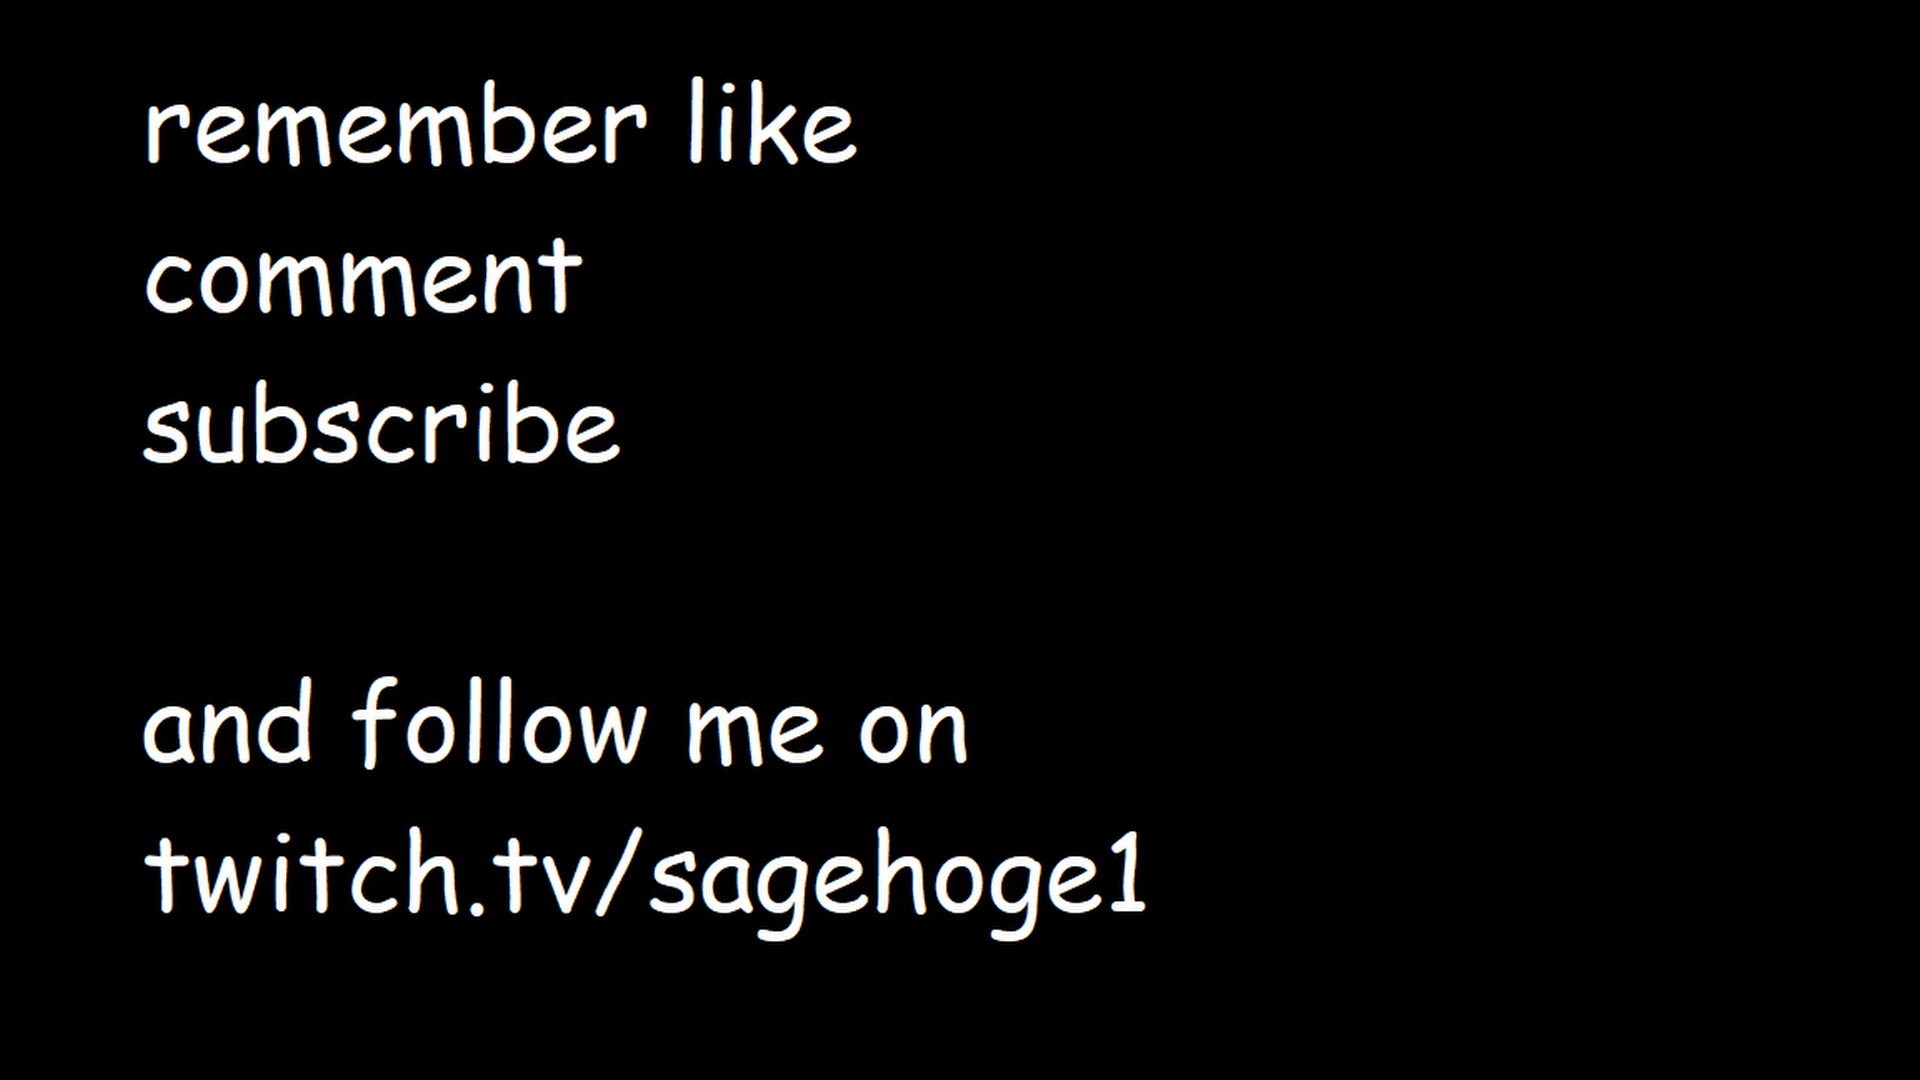 remember like
comment
subscribe
and follow me on
twitch.tv/sagehoge1